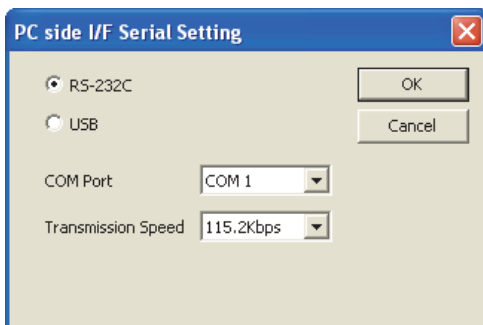 PC side I/F Serial Setting
RS-232C
OK
USB
Cancel
COM Port COM 1
Transmission Speed 115.2Kbps